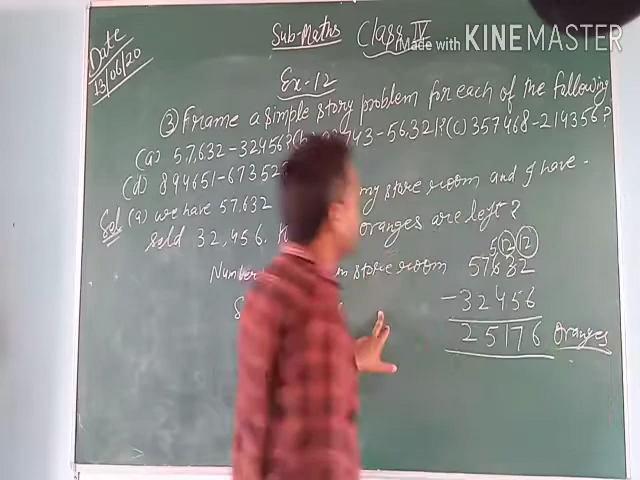 Date
13/06/20
Sub-Maths Class IV
Made with KINEMASTER
Ex-12
③ Frame a simple story problem for each of the following
(a) 57,632-32456? 43-56,321? (c) 357468-214356?
(d) 894651-
Sol (a) we have 57,632 my store room and I have
sold 32,456. oranges are left?
Number store room 57632
5 12 12
-32456
25176 oranges